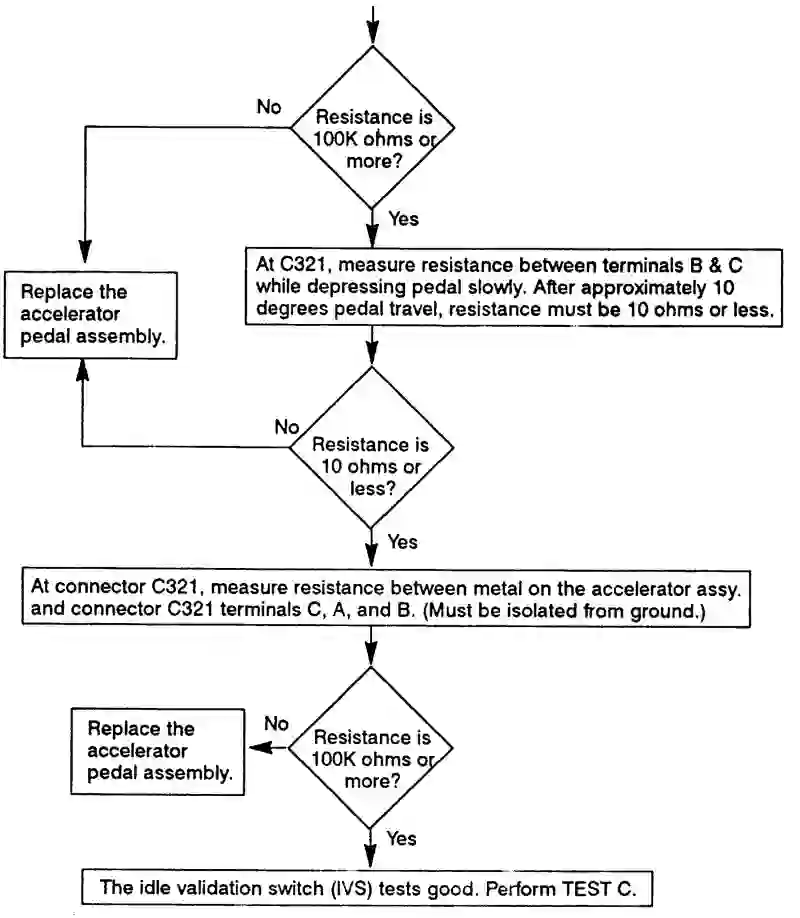 No
Resistance is
100K ohms or
more?
Yes
At C321, measure resistance between terminals B & C
while depressing pedal slowly. After approximately 10
degrees pedal travel, resistance must be 10 ohms or less.
Replace the
accelerator
pedal assembly.
No
Resistance is
10 ohms or
less?
Yes
At connector C321, measure resistance between metal on the accelerator assy.
and connector C321 terminals C, A, and B. (Must be isolated from ground.)
Replace the
accelerator
pedal assembly.
No
Resistance is
100K ohms or
more?
Yes
The idle validation switch (IVS) tests good. Perform TEST C.